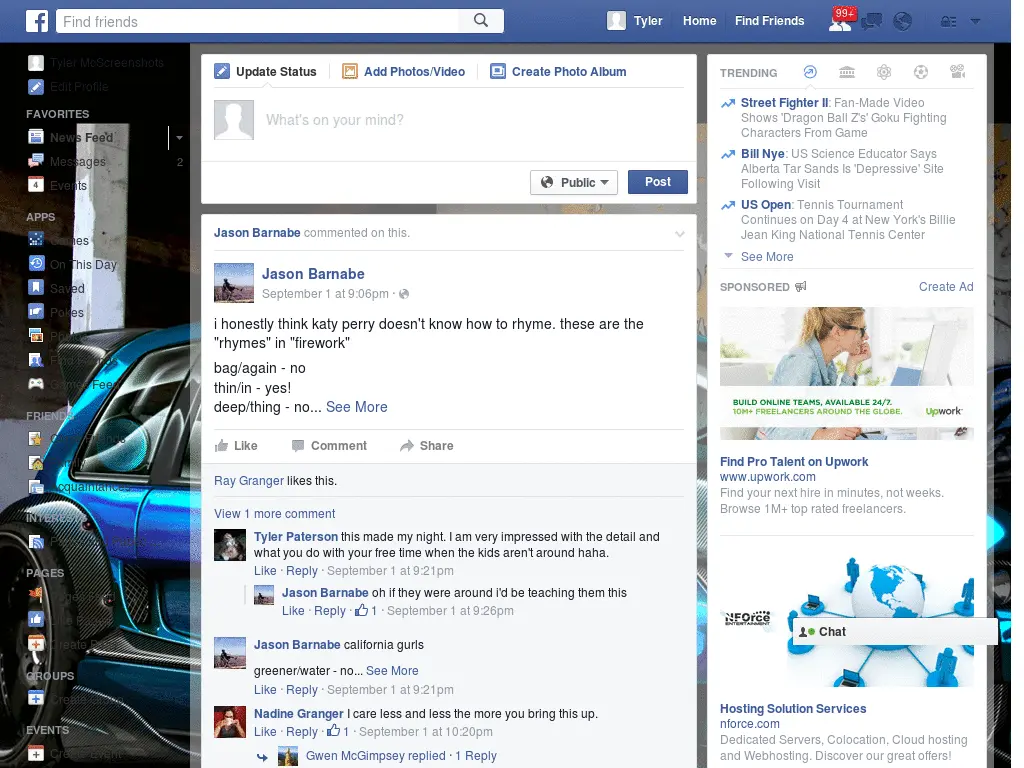 Find friends
Tyler
Home
Find Friends
99+
Tyler McScreenshots
Edit Profile
FAVORITES
News Feed
Messages
2
Events
APPS
Games
On This Day
Saved
Pokes
Games Feed
FRIENDS
Acquaintances
INTERESTS
PAGES
GROUPS
Create Group
EVENTS
Create Event
Update Status
Add Photos/Video
Create Photo Album
What's on your mind?
Public
Post
Jason Barnabe commented on this.
Jason Barnabe
September 1 at 9:06pm ·
i honestly think katy perry doesn't know how to rhyme. these are the
"rhymes" in "firework"
bag/again - no
thin/in - yes!
deep/thing - no... See More
Like
Comment
Share
Ray Granger likes this.
View 1 more comment
Tyler Paterson this made my night. I am very impressed with the detail and
what you do with your free time when the kids aren't around haha.
Like · Reply · September 1 at 9:21pm
Jason Barnabe oh if they were around i'd be teaching them this
Like · Reply · 1 · September 1 at 9:26pm
Jason Barnabe california gurls
greener/water - no... See More
Like · Reply · September 1 at 9:21pm
Nadine Granger I care less and less the more you bring this up.
Like · Reply · 1 · September 1 at 10:20pm
Gwen McGimpsey replied · 1 Reply
TRENDING
Street Fighter II: Fan-Made Video
Shows 'Dragon Ball Z's' Goku Fighting
Characters From Game
Bill Nye: US Science Educator Says
Alberta Tar Sands Is 'Depressive' Site
Following Visit
US Open: Tennis Tournament
Continues on Day 4 at New York's Billie
Jean King National Tennis Center
See More
SPONSORED
Create Ad
BUILD ONLINE TEAMS, AVAILABLE 24/7.
10M+ FREELANCERS AROUND THE GLOBE.
Upwork
Find Pro Talent on Upwork
www.upwork.com
Find your next hire in minutes, not weeks.
Browse 1M+ top rated freelancers.
NFORCE
ENTERTAINMENT
Chat
Hosting Solution Services
nforce.com
Dedicated Servers, Colocation, Cloud hosting
and Webhosting. Discover our great offers!